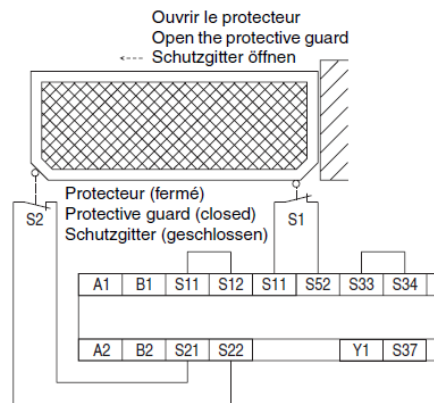 Ouvrir le protecteur
Open the protective guard
Schutzgitter öffnen
Protecteur (fermé)
S2 Protective guard (closed) S1
Schutzgitter (geschlossen)
A1 B1 S11 S12 S11 S52 S33 S34
A2 B2 S21 S22 Y1 S37